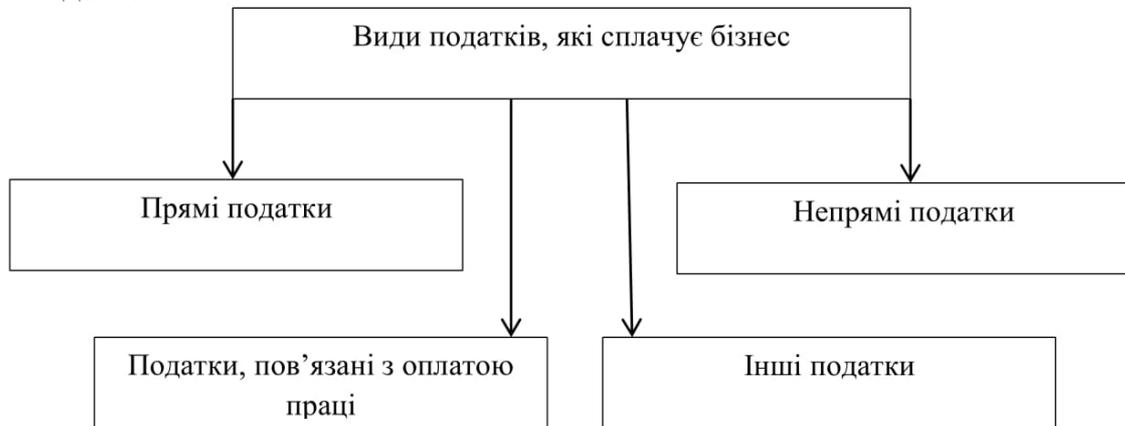 Види податків, які сплачує бізнес
Прямі податки
Непрямі податки
Податки, пов’язані з оплатою
праці
Інші податки